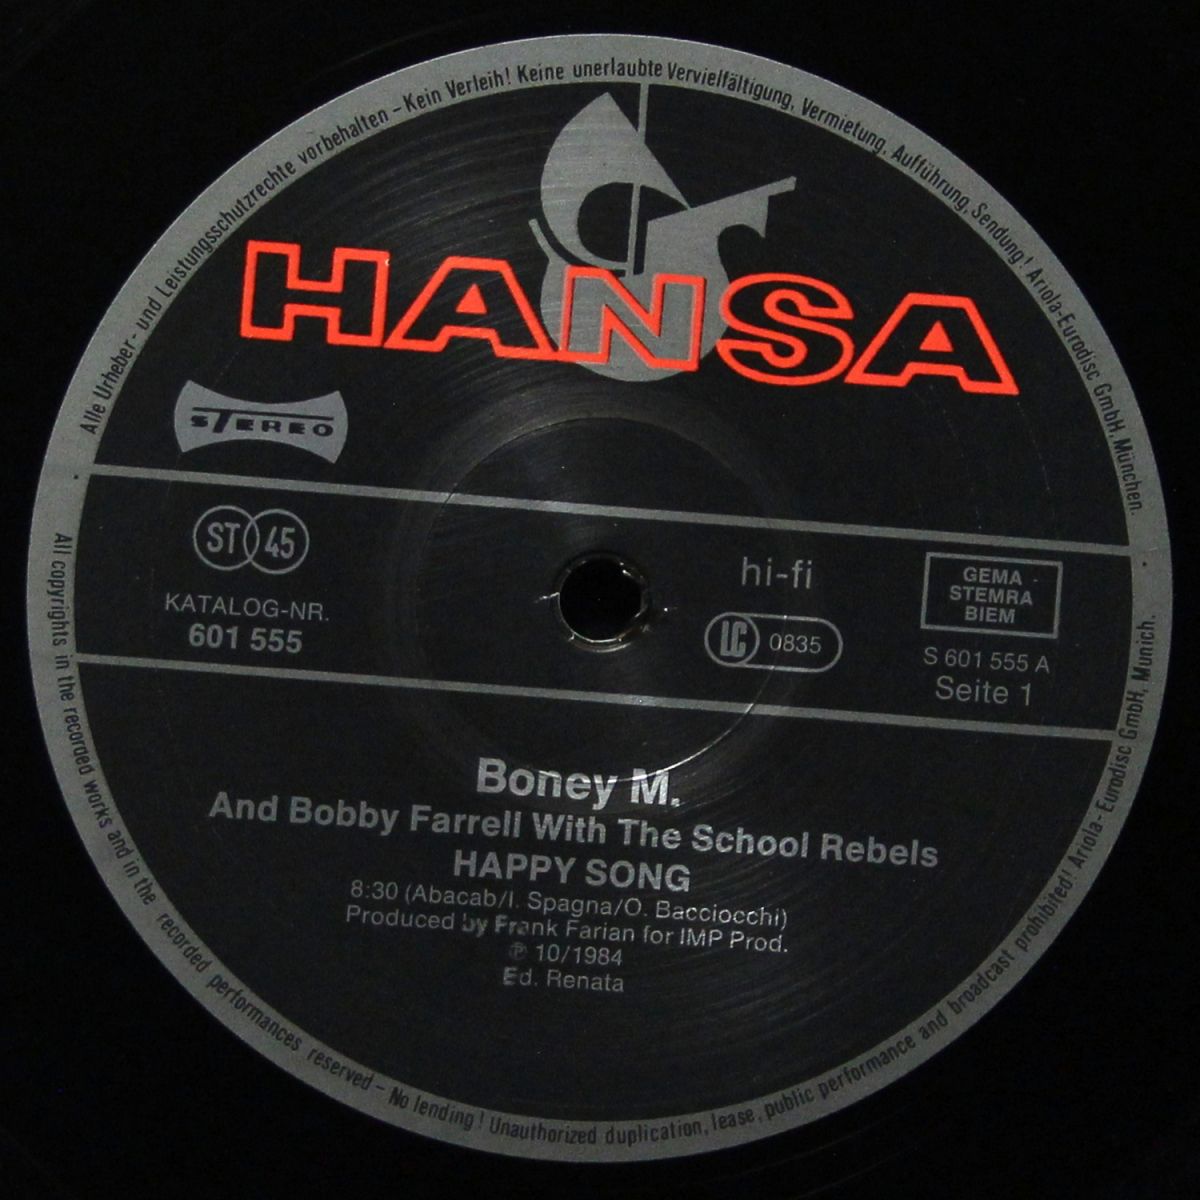 Alle Urheber- und Leistungsschutzrechte vorbehalten – Kein Verleih! Keine unerlaubte Vervielfältigung, Vermietung, Aufführung, Sendung! Ariola-Eurodisc GmbH, München.
HANSA
STEREO
ST 45
KATALOG-NR.
601 555
hi-fi
LC 0835
GEMA -
STEMRA
BIEM
S 601 555 A
Seite 1
Boney M.
And Bobby Farrell With The School Rebels
HAPPY SONG
8:30 (Abacab/I. Spagna/O. Bacciocchi)
Produced by Frank Farian for IMP Prod.
℗ 10/1984
Ed. Renata
All copyrights in the recorded works and in the recorded performances reserved – No lending! Unauthorized duplication, lease, public performance and broadcast prohibited! Ariola-Eurodisc GmbH, Munich.